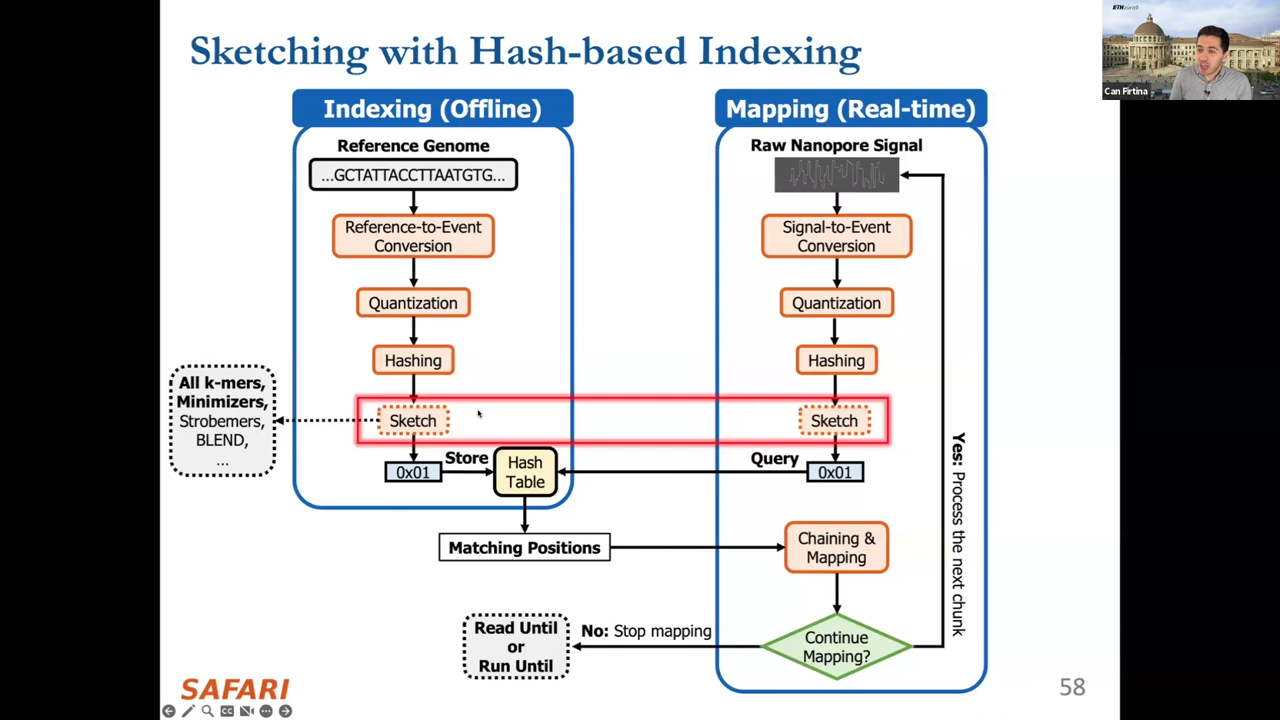 Sketching with Hash-based Indexing
ETH zürich
Can Firtina
Indexing (Offline)
Reference Genome
...GCTATTACCTTAATGTG...
Reference-to-Event
Conversion
Quantization
Hashing
Sketch
0x01
Store
Hash
Table
All k-mers,
Minimizers,
Strobemers,
BLEND,
...
Matching Positions
Mapping (Real-time)
Raw Nanopore Signal
Signal-to-Event
Conversion
Quantization
Hashing
Sketch
Query
0x01
Chaining &
Mapping
Continue
Mapping?
Yes: Process the next chunk
No: Stop mapping
Read Until
or
Run Until
SAFARI
58